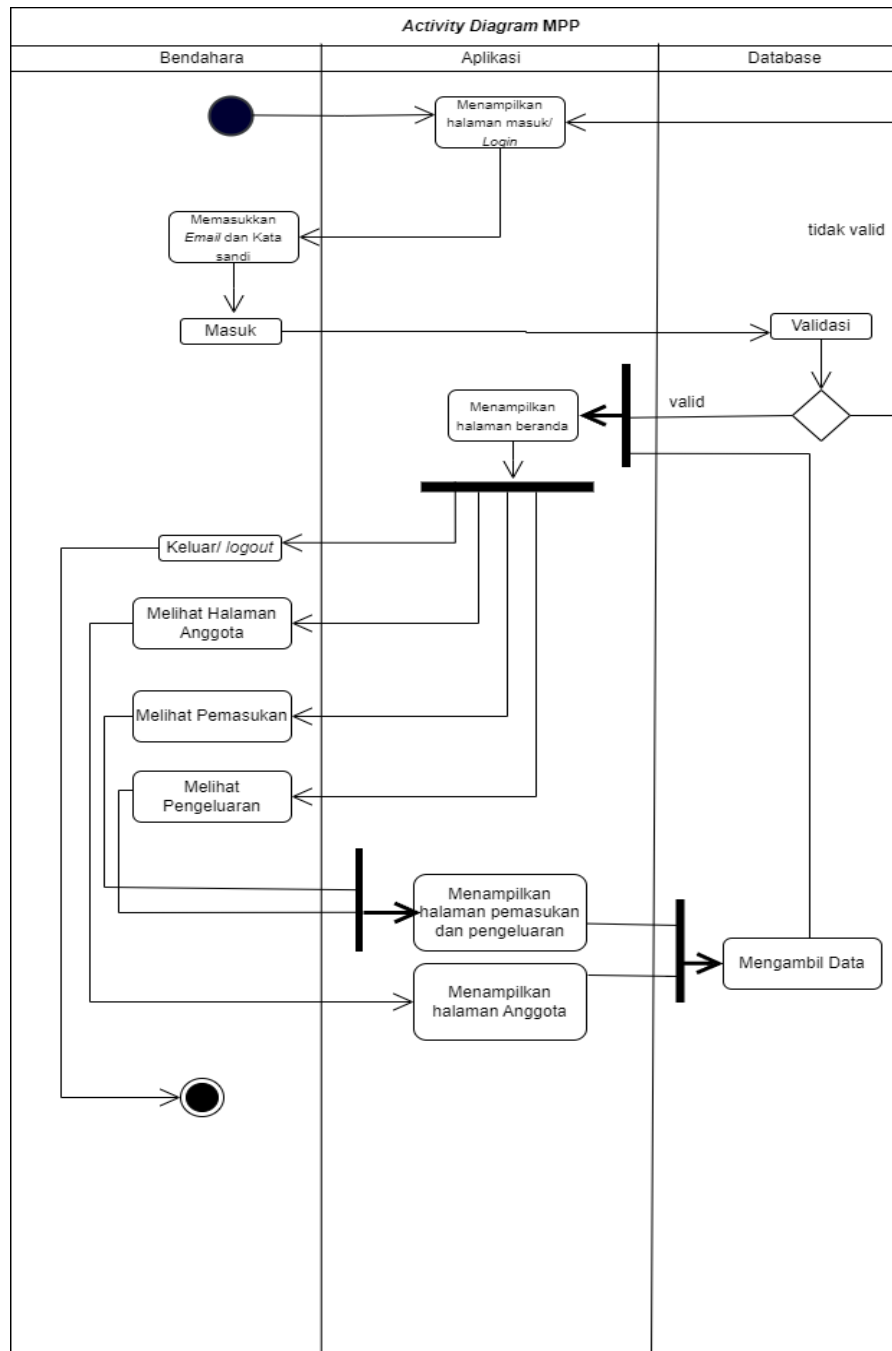 Activity Diagram MPP
Bendahara
Aplikasi
Database
Menampilkan
halaman masuk/
Login
Memasukkan
Email dan Kata
sandi
tidak valid
Masuk
Validasi
Menampilkan
halaman beranda
valid
Keluar/ logout
Melihat Halaman
Anggota
Melihat Pemasukan
Melihat
Pengeluaran
Menampilkan
halaman pemasukan
dan pengeluaran
Mengambil Data
Menampilkan
halaman Anggota